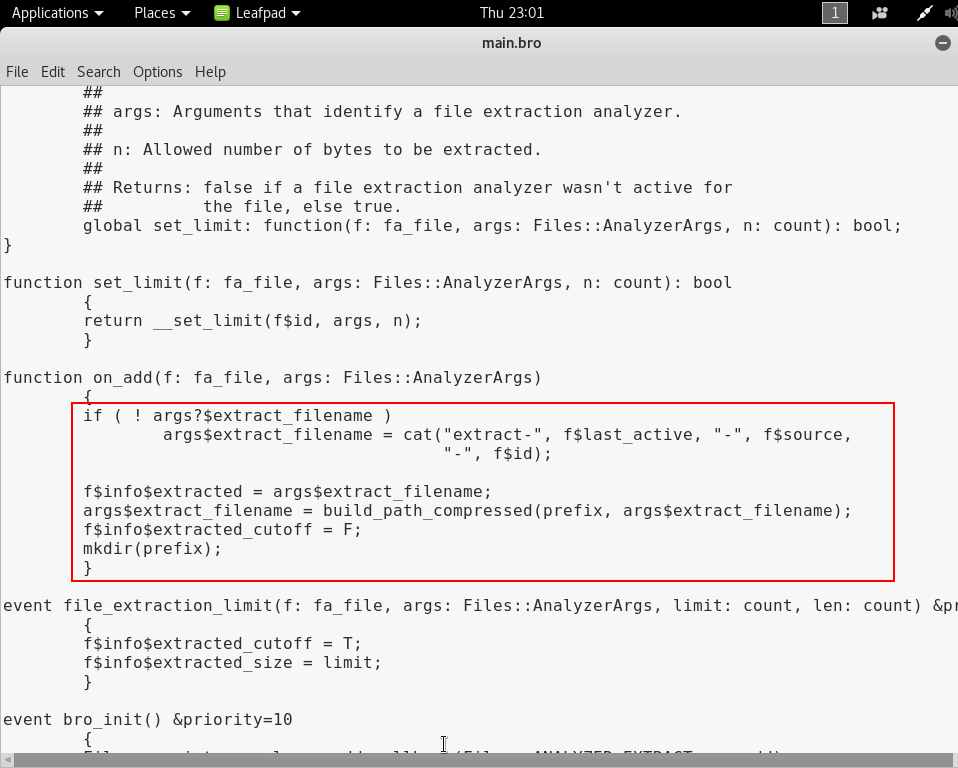 Applications Places Leafpad Thu 23:01 1
main.bro
File Edit Search Options Help
##
## args: Arguments that identify a file extraction analyzer.
##
## n: Allowed number of bytes to be extracted.
##
## Returns: false if a file extraction analyzer wasn't active for
## the file, else true.
global set_limit: function(f: fa_file, args: Files::AnalyzerArgs, n: count): bool;
}
function set_limit(f: fa_file, args: Files::AnalyzerArgs, n: count): bool
{
return __set_limit(f$id, args, n);
}
function on_add(f: fa_file, args: Files::AnalyzerArgs)
{
if ( ! args?$extract_filename )
args$extract_filename = cat("extract-", f$last_active, "-", f$source,
"-", f$id);
f$info$extracted = args$extract_filename;
args$extract_filename = build_path_compressed(prefix, args$extract_filename);
f$info$extracted_cutoff = F;
mkdir(prefix);
}
event file_extraction_limit(f: fa_file, args: Files::AnalyzerArgs, limit: count, len: count) &pr
{
f$info$extracted_cutoff = T;
f$info$extracted_size = limit;
}
event bro_init() &priority=10
{